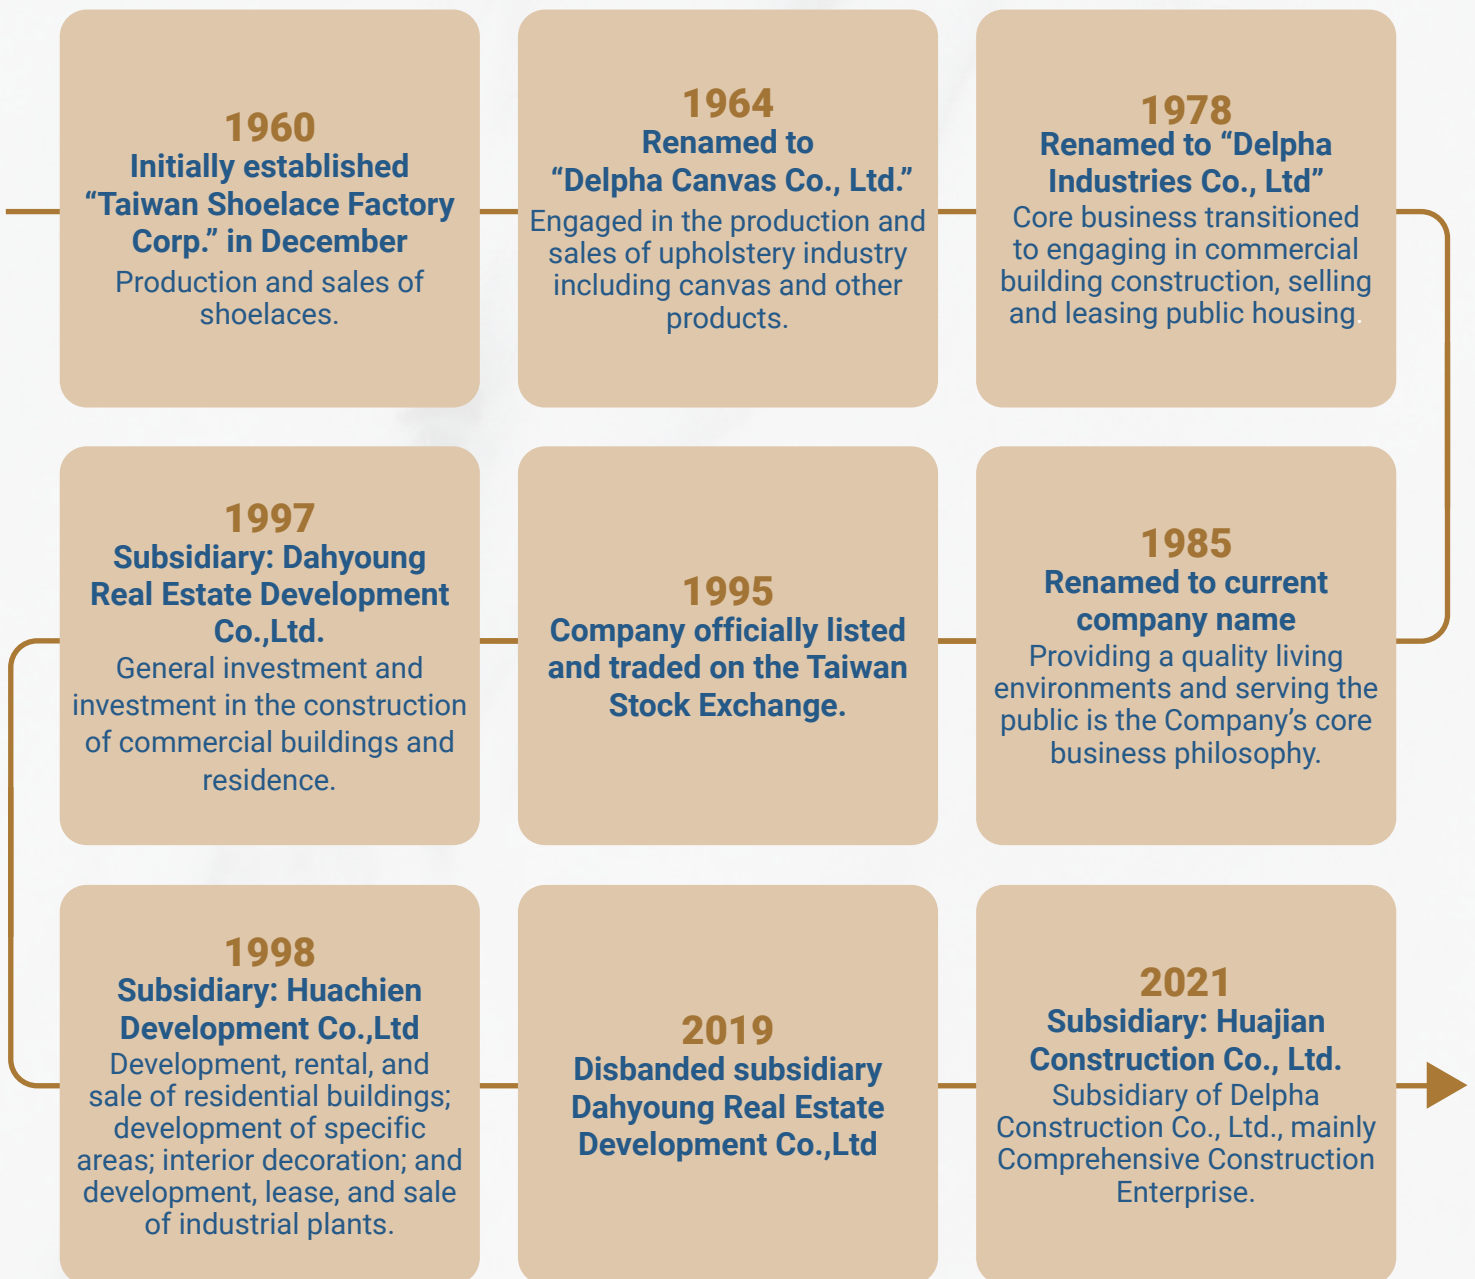 1960
Initially established
“Taiwan Shoelace Factory
Corp.” in December
Production and sales of
shoelaces.
1964
Renamed to
“Delpha Canvas Co., Ltd.”
Engaged in the production and
sales of upholstery industry
including canvas and other
products.
1978
Renamed to “Delpha
Industries Co., Ltd”
Core business transitioned
to engaging in commercial
building construction, selling
and leasing public housing.
1985
Renamed to current
company name
Providing a quality living
environments and serving the
public is the Company’s core
business philosophy.
1995
Company officially listed
and traded on the Taiwan
Stock Exchange.
1997
Subsidiary: Dahyoung
Real Estate Development
Co.,Ltd.
General investment and
investment in the construction
of commercial buildings and
residence.
1998
Subsidiary: Huachien
Development Co.,Ltd
Development, rental, and
sale of residential buildings;
development of specific
areas; interior decoration; and
development, lease, and sale
of industrial plants.
2019
Disbanded subsidiary
Dahyoung Real Estate
Development Co.,Ltd
2021
Subsidiary: Huajian
Construction Co., Ltd.
Subsidiary of Delpha
Construction Co., Ltd., mainly
Comprehensive Construction
Enterprise.